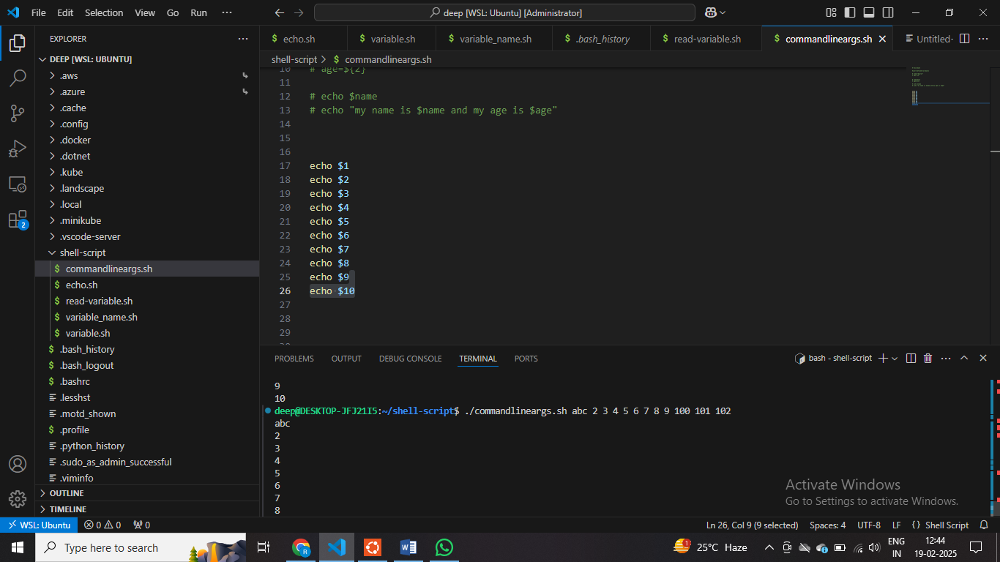 File Edit Selection View Go Run ··· deep [WSL: Ubuntu] [Administrator]
EXPLORER ···
DEEP [WSL: UBUNTU]
.aws
.azure
.cache
.config
.docker
.dotnet
.kube
.landscape
.local
.minikube
.vscode-server
shell-script
$ commandlineargs.sh
$ echo.sh
$ read-variable.sh
$ variable_name.sh
$ variable.sh
$ .bash_history
$ .bash_logout
$ .bashrc
.lesshst
.motd_shown
$ .profile
.python_history
.sudo_as_admin_successful
.viminfo
OUTLINE
TIMELINE
2
$ echo.sh $ variable.sh $ variable_name.sh $ .bash_history $ read-variable.sh $ commandlineargs.sh Untitled- ···
shell-script > $ commandlineargs.sh
10 # age=${2}
11
12 # echo $name
13 # echo "my name is $name and my age is $age"
14
15
16
17 echo $1
18 echo $2
19 echo $3
20 echo $4
21 echo $5
22 echo $6
23 echo $7
24 echo $8
25 echo $9
26 echo $10
27
28
29
30
PROBLEMS OUTPUT DEBUG CONSOLE TERMINAL PORTS bash - shell-script ···
9
10
deep@DESKTOP-JFJ21I5:~/shell-script$ ./commandlineargs.sh abc 2 3 4 5 6 7 8 9 100 101 102
abc
2
3
4
5
6
7
8
Activate Windows
Go to Settings to activate Windows.
WSL: Ubuntu 0 0 0 Ln 26, Col 9 (9 selected) Spaces: 4 UTF-8 LF {} Shell Script
Type here to search 1 25°C Haze ENG IN 12:44 19-02-2025